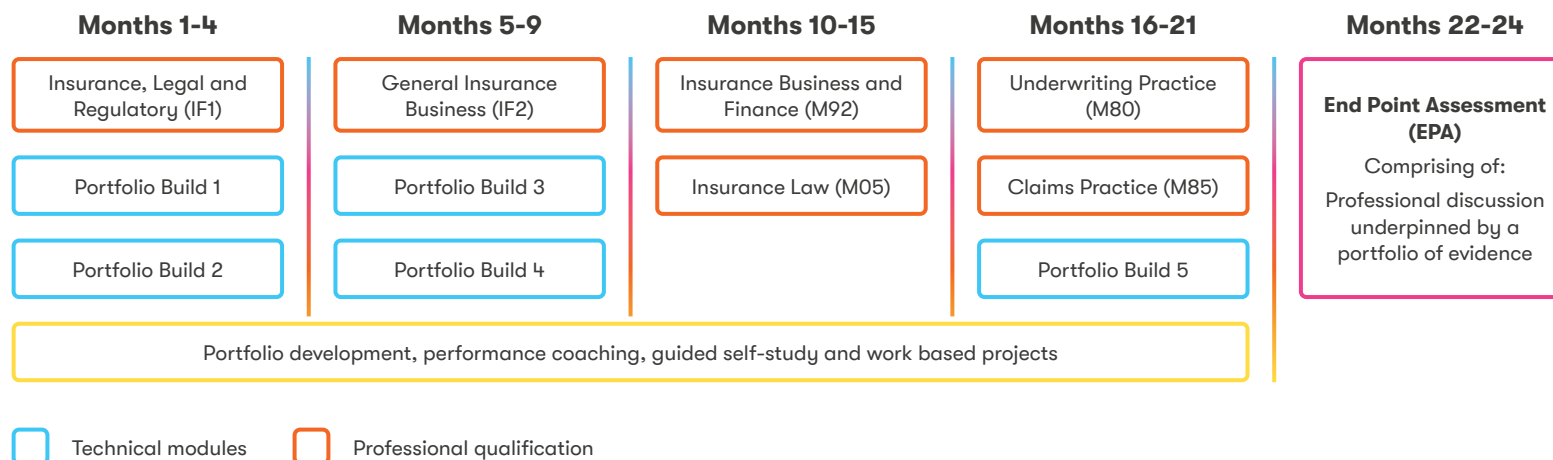 Months 1-4
Months 5-9
Months 10-15
Months 16-21
Months 22-24
Insurance, Legal and
Regulatory (IF1)
General Insurance
Business (IF2)
Insurance Business and
Finance (M92)
Underwriting Practice
(M80)
End Point Assessment
(EPA)
Comprising of:
Professional discussion
underpinned by a
portfolio of evidence
Portfolio Build 1
Portfolio Build 3
Insurance Law (M05)
Claims Practice (M85)
Portfolio Build 2
Portfolio Build 4
Portfolio Build 5
Portfolio development, performance coaching, guided self-study and work based projects
Technical modules
Professional qualification